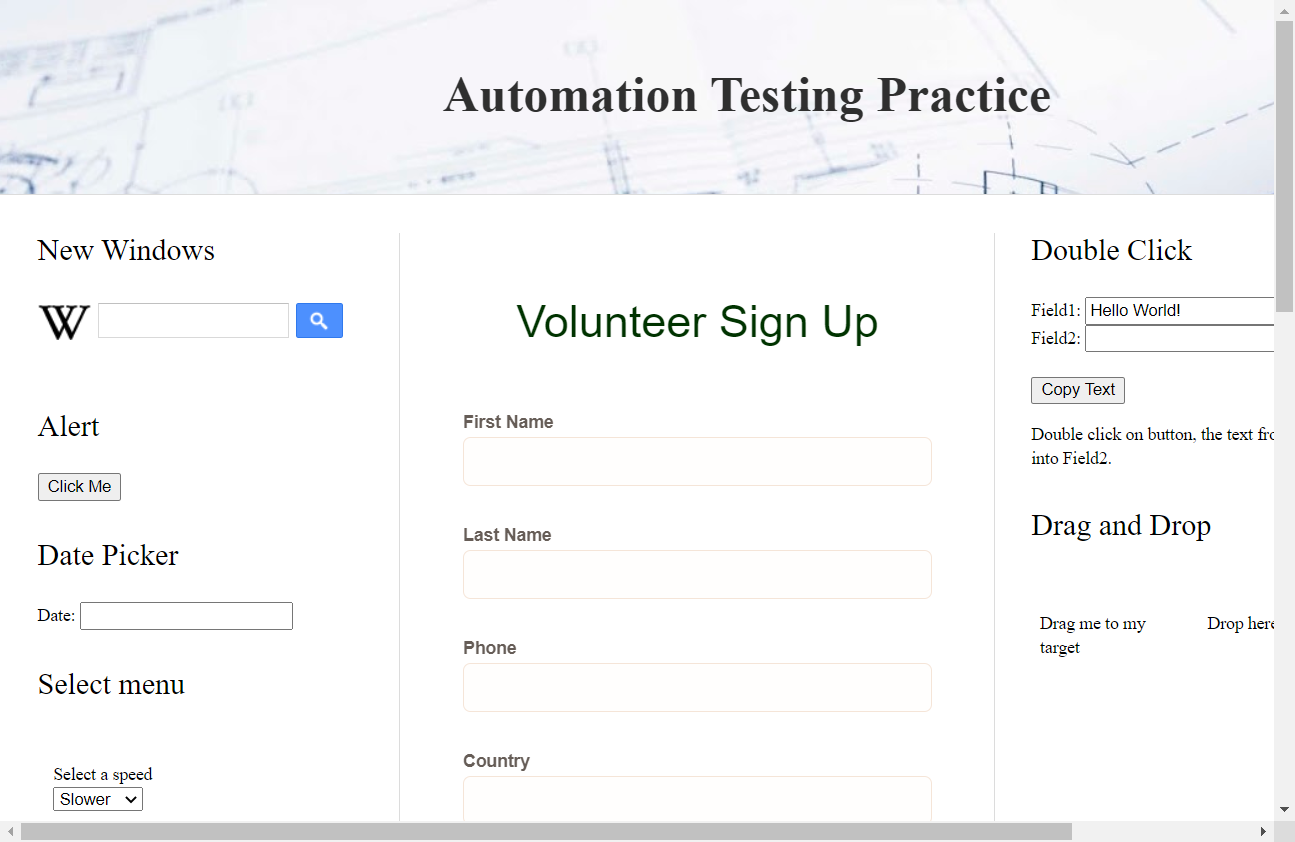 Automation Testing Practice
New Windows
W
Alert
Click Me
Date Picker
Date:
Select menu
Select a speed
Slower
Volunteer Sign Up
First Name
Last Name
Phone
Country
Double Click
Field1: Hello World!
Field2:
Copy Text
Double click on button, the text fro
into Field2.
Drag and Drop
Drag me to my
target
Drop here